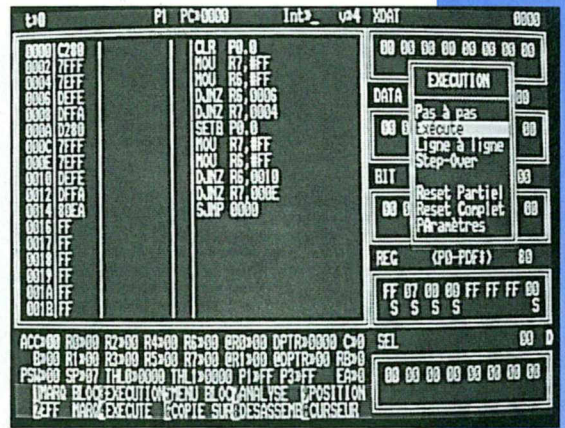 t»0 P1 PC»0000 Int»_ v»4 XDAT 0000
0000 C280 CLR P0.0
0002 7FFF MOV R7,#FF
0004 7EFF MOV R6,#FF
0006 DEFE DJNZ R6,0006
0008 DFFA DJNZ R7,0004
000A D280 SETB P0.0
000C 7FFF MOV R7,#FF
000E 7EFF MOV R6,#FF
0010 DEFE DJNZ R6,0010
0012 DFFA DJNZ R7,000E
0014 80EA SJMP 0000
0016 FF
0017 FF
0018 FF
0019 FF
001A FF
001B FF
00 00 00 00 00 00 00 00
EXECUTION
Pas à pas
Exécute
Ligne à ligne
Step-Over
Reset Partiel
Reset Complet
PAramètres
DATA 00
00 00
BIT 00
00 00
REG (P0-PDF$) 80
FF 07 00 00 FF FF FF 00
S S S S S
SEL 00 D
00 00 00 00 00 00 00 00
ACC»00 R0»00 R2»00 R4»00 R6»00 @R0»00 DPTR»0000 C»0
B»00 R1»00 R3»00 R5»00 R7»00 @R1»00 @DPTR»00 RB»0
PSW»00 SP»07 THL0»0000 THL1»0000 P1»FF P3»FF EA»0
MARQ BLOC EXECUTION MENU BLOC ANALYSE POSITION
EFF MARQ EXECUTE COPIE SUR DESASSEMB CURSEUR